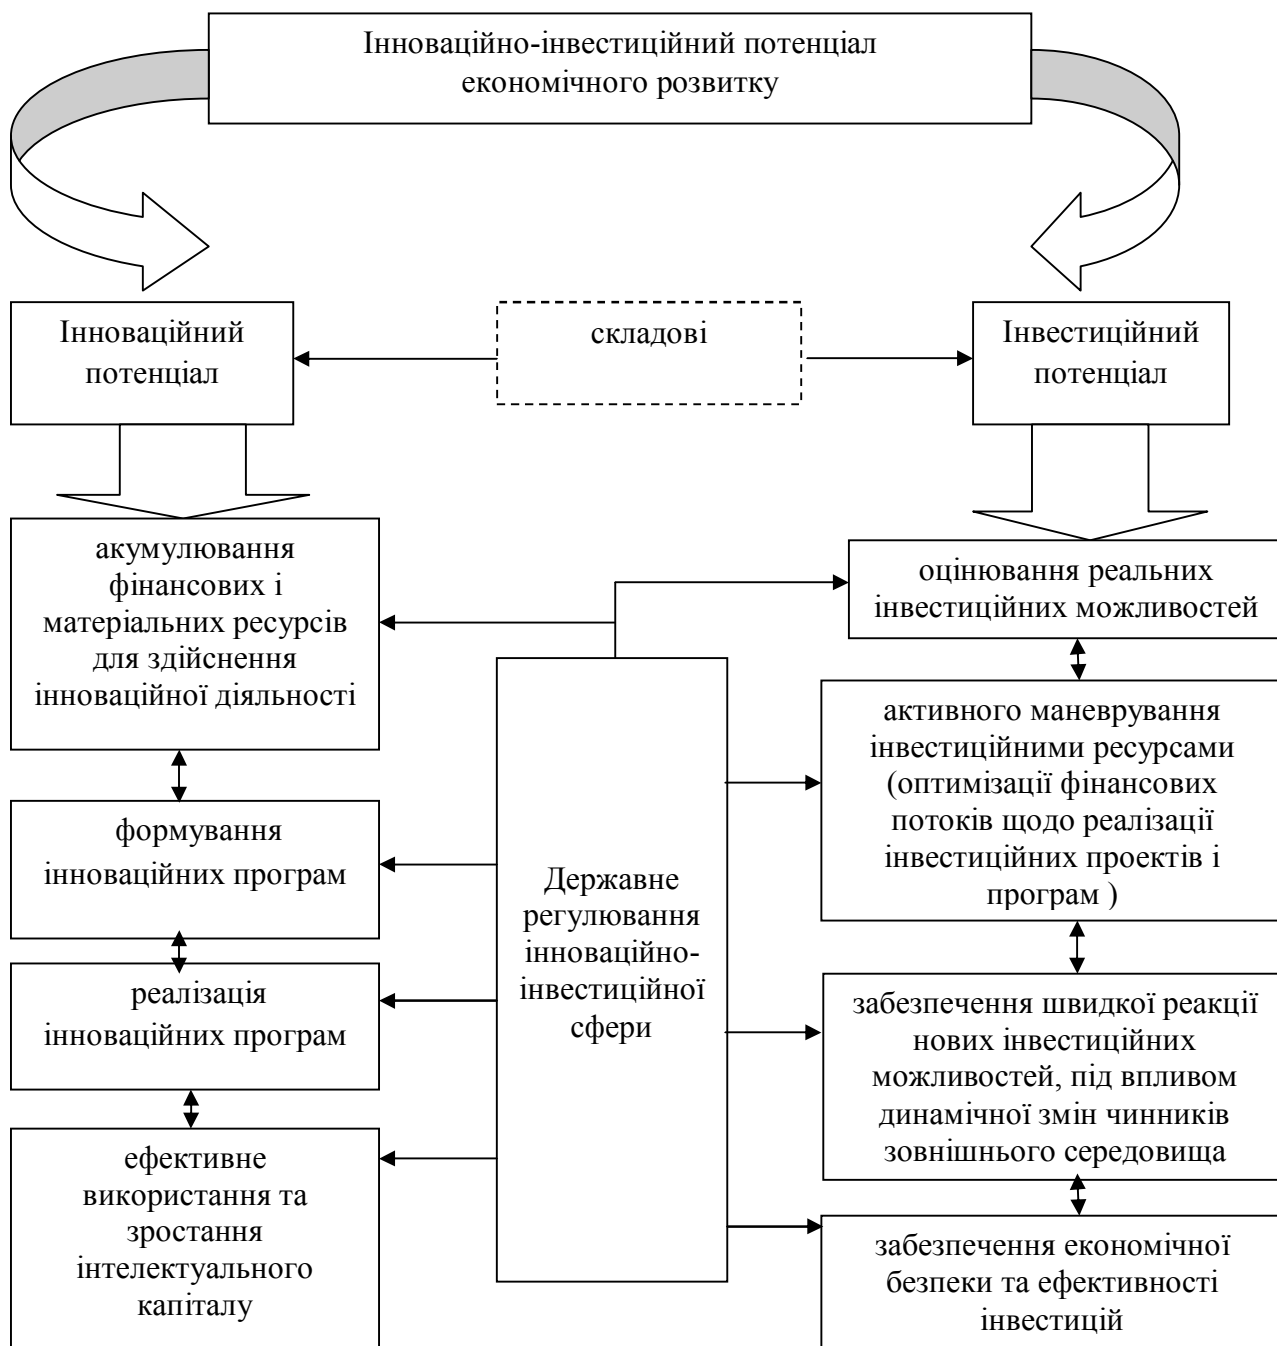 Інноваційно-інвестиційний потенціал
економічного розвитку
Інноваційний
потенціал
складові
Інвестиційний
потенціал
акумулювання
фінансових і
матеріальних ресурсів
для здійснення
інноваційної діяльності
формування
інноваційних програм
реалізація
інноваційних програм
ефективне
використання та
зростання
інтелектуального
капіталу
Державне
регулювання
інноваційно-
інвестиційної
сфери
оцінювання реальних
інвестиційних можливостей
активного маневрування
інвестиційними ресурсами
(оптимізації фінансових
потоків щодо реалізації
інвестиційних проектів і
програм )
забезпечення швидкої реакції
нових інвестиційних
можливостей, під впливом
динамічної змін чинників
зовнішнього середовища
забезпечення економічної
безпеки та ефективності
інвестицій